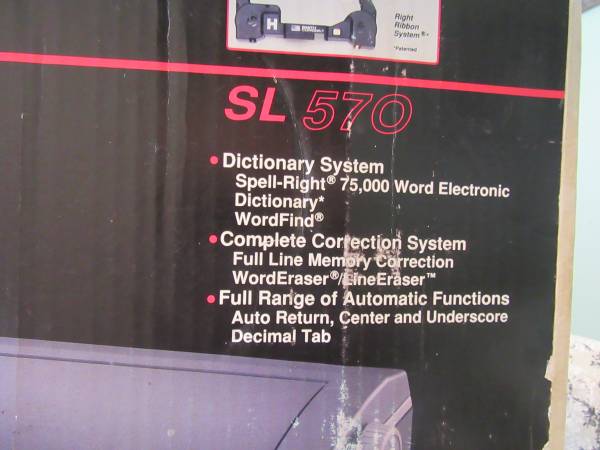 H
Right
Ribbon
System®*
*Patented
SL 570
• Dictionary System
Spell-Right® 75,000 Word Electronic
Dictionary*
WordFind®
• Complete Correction System
Full Line Memory Correction
WordEraser®/LineEraser™
• Full Range of Automatic Functions
Auto Return, Center and Underscore
Decimal Tab